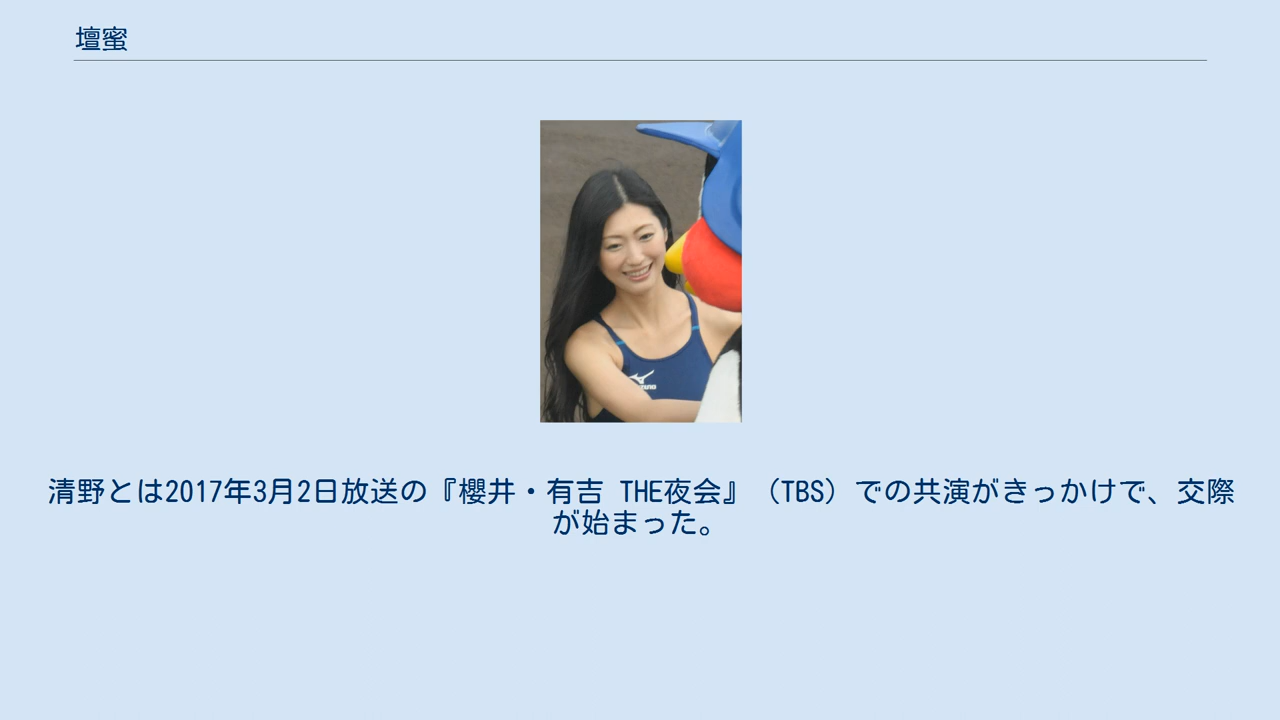 壇蜜
清野とは2017年3月2日放送の『櫻井・有吉 THE夜会』（TBS）での共演がきっかけで、交際
が始まった。